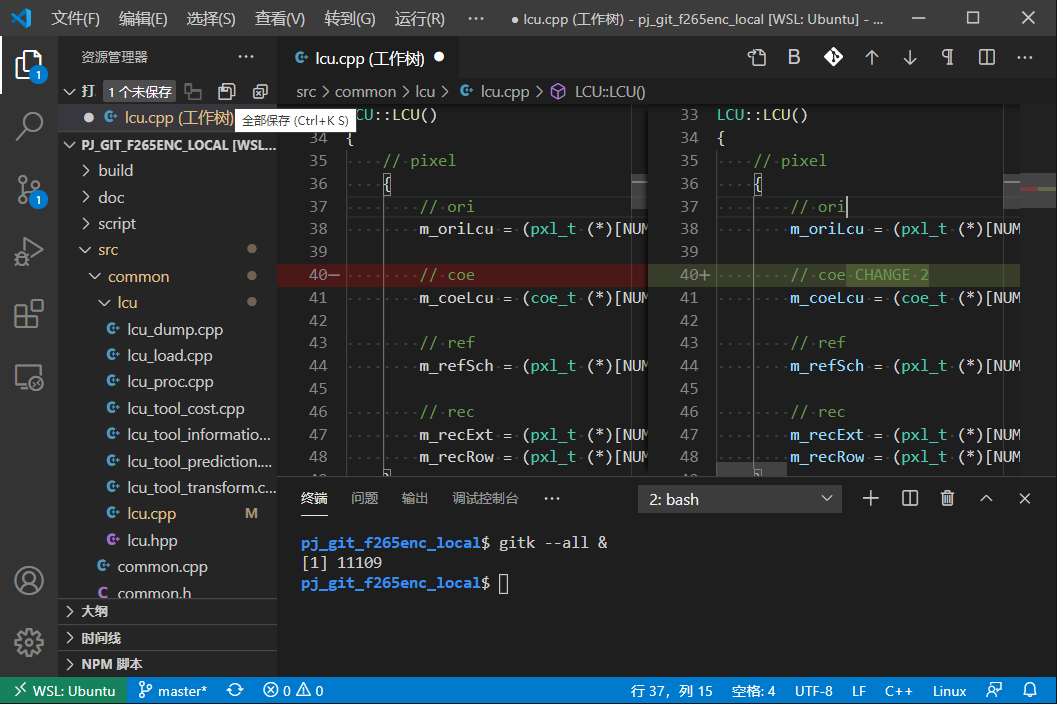 文件(F) 编辑(E) 选择(S) 查看(V) 转到(G) 运行(R) ··· ● lcu.cpp (工作树) - pj_git_f265enc_local [WSL: Ubuntu] - ...
资源管理器 ···
lcu.cpp (工作树) ●
打 1 个未保存
src > common > lcu > lcu.cpp > LCU::LCU()
● lcu.cpp (工作树)
全部保存 (Ctrl+K S)
PJ_GIT_F265ENC_LOCAL [WSL...
build
doc
script
src
common
lcu
lcu_dump.cpp
lcu_load.cpp
lcu_proc.cpp
lcu_tool_cost.cpp
lcu_tool_informatio...
lcu_tool_prediction....
lcu_tool_transform.c...
lcu.cpp M
lcu.hpp
common.cpp
common.h
大纲
时间线
NPM 脚本
CU::LCU()
34 {
35 ····// pixel
36 ····{
37 ········// ori
38 ········m_oriLcu = (pxl_t (*)[NUM
39
40— ········// coe
41 ········m_coeLcu = (coe_t (*)[NUM
42
43 ········// ref
44 ········m_refSch = (pxl_t (*)[NUM
45
46 ········// rec
47 ········m_recExt = (pxl_t (*)[NUM
48 ········m_recRow = (pxl_t (*)[NUM
33 LCU::LCU()
34 {
35 ····// pixel
36 ····{
37 ········// ori
38 ········m_oriLcu = (pxl_t (*)[NUM
39
40+ ········// coe CHANGE 2
41 ········m_coeLcu = (coe_t (*)[NUM
42
43 ········// ref
44 ········m_refSch = (pxl_t (*)[NUM
45
46 ········// rec
47 ········m_recExt = (pxl_t (*)[NUM
48 ········m_recRow = (pxl_t (*)[NUM
终端 问题 输出 调试控制台 ··· 2: bash
pj_git_f265enc_local$ gitk --all &
[1] 11109
pj_git_f265enc_local$
1
1
WSL: Ubuntu master* 0 0 行 37，列 15 空格: 4 UTF-8 LF C++ Linux